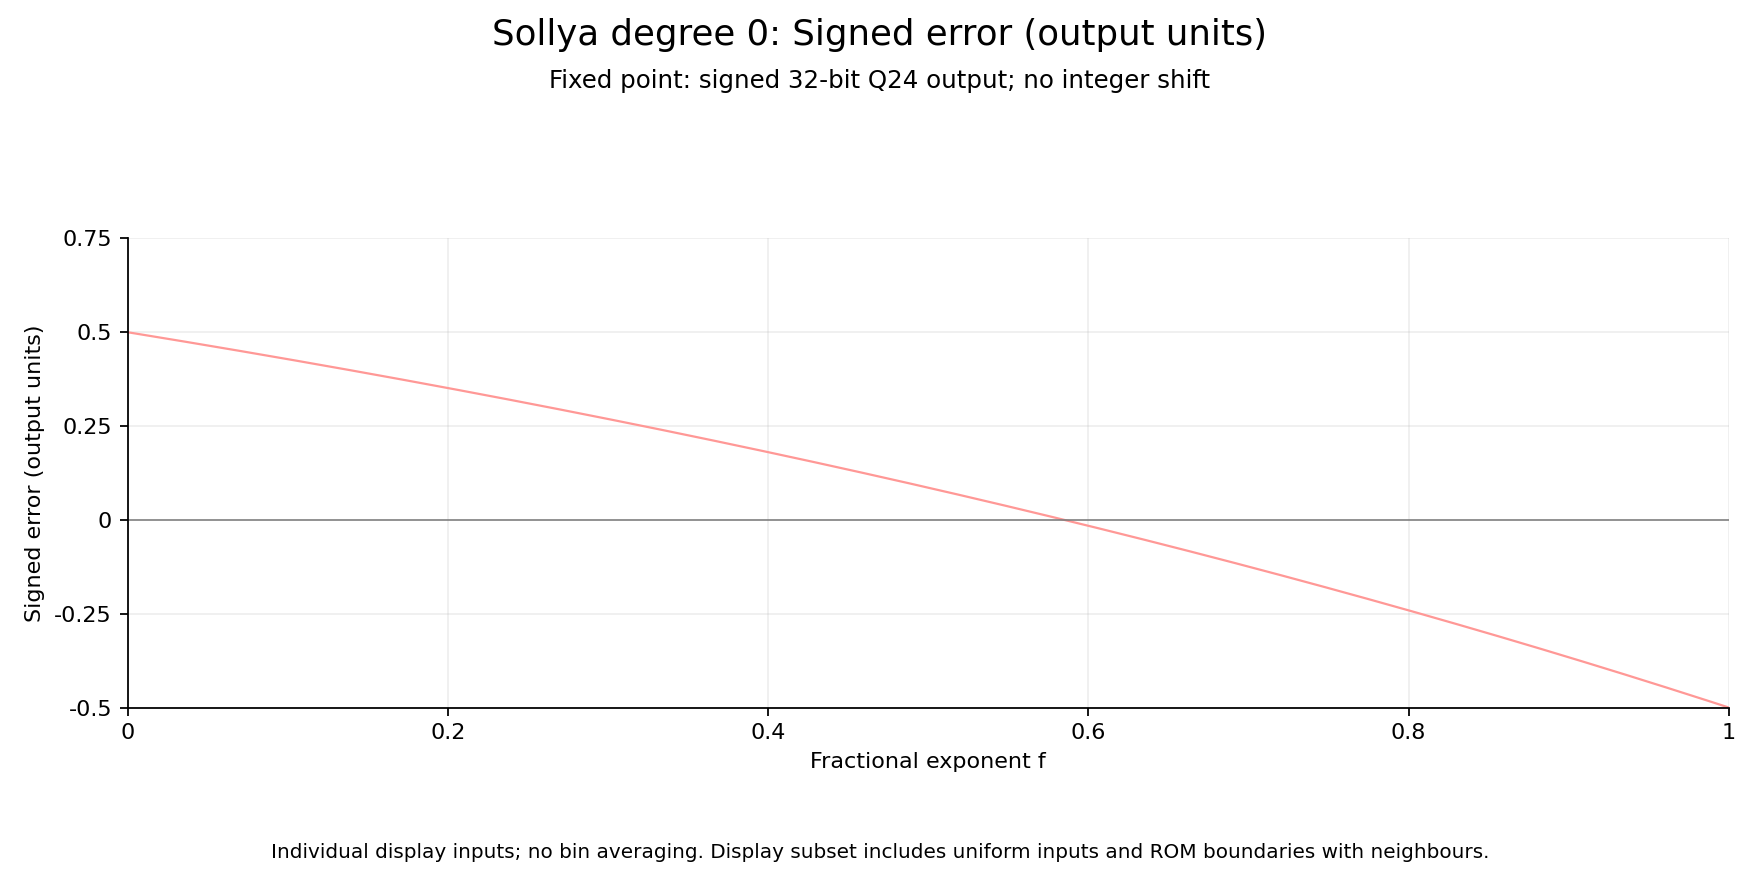 Sollya degree 0: Signed error (output units)
Fixed point: signed 32-bit Q24 output; no integer shift
Signed error (output units)
0.75
0.5
0.25
0
-0.25
-0.5
0
0.2
0.4
0.6
0.8
1
Fractional exponent f
Individual display inputs; no bin averaging. Display subset includes uniform inputs and ROM boundaries with neighbours.